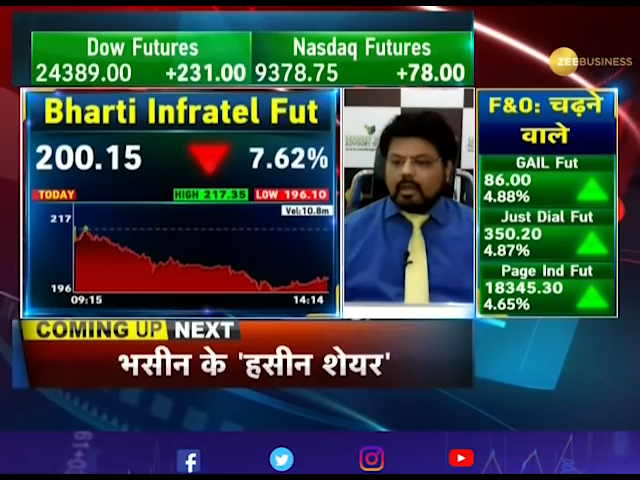 Dow Futures
24389.00 +231.00
Nasdaq Futures
9378.75 +78.00
ZEEBUSINESS
Bharti Infratel Fut
200.15 7.62%
TODAY HIGH 217.35 LOW 196.10
Vol:10.8m
217
196
09:15 14:14
F&O: चढ़ने
वाले
GAIL Fut
86.00
4.88%
Just Dial Fut
350.20
4.87%
Page Ind Fut
18345.30
4.65%
COMING UP NEXT
भसीन के 'हसीन शेयर'